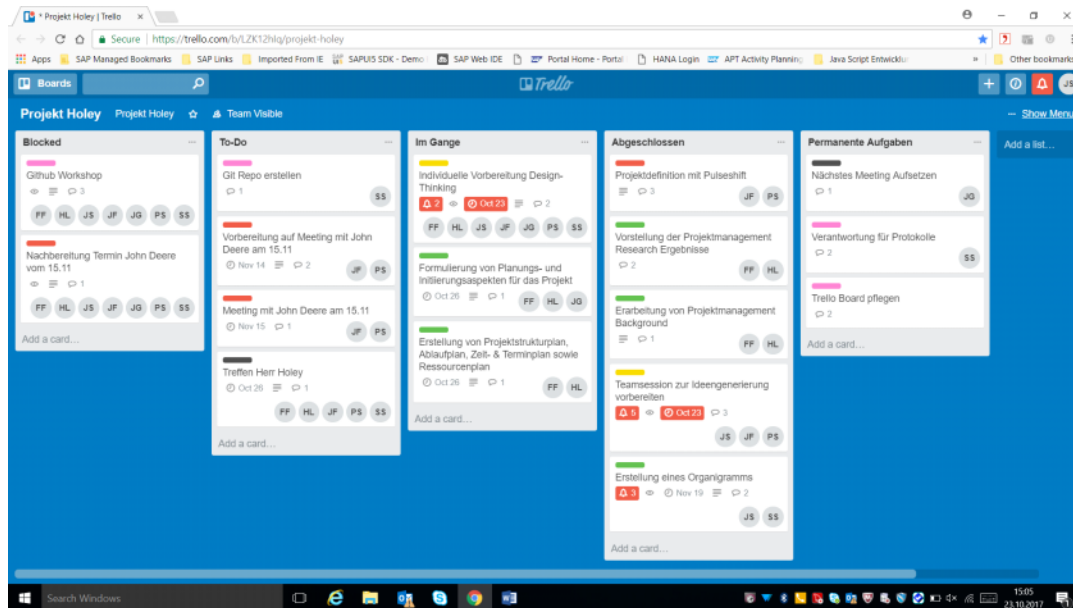 * Projekt Holey | Trello
Secure | https://trello.com/b/LZK12hlq/projekt-holey
Apps SAP Managed Bookmarks SAP Links Imported From IE SAPUI5 SDK - Demo SAP Web IDE Portal Home - Portal HANA Login APT Activity Planning Java Script Entwicklu » Other bookmarks
Boards Trello JS
Projekt Holey Projekt Holey Team Visible ... Show Menu
Blocked
Github Workshop
3
FF HL JS JF JG PS SS
Nachbereitung Termin John Deere
vom 15.11
1
FF HL JS JF JG PS SS
Add a card...
To-Do
Git Repo erstellen
1
SS
Vorbereitung auf Meeting mit John
Deere am 15.11
Nov 14 2
JF PS
Meeting mit John Deere am 15.11
Nov 15 1
JF PS
Treffen Herr Holey
Oct 26 1
FF HL JF PS SS
Add a card...
Im Gange
Individuelle Vorbereitung Design-
Thinking
2 Oct 23 2
FF HL JS JF JG PS SS
Formulierung von Planungs- und
Initiierungsaspekten für das Projekt
Oct 26 1
FF HL JG
Erstellung von Projektstrukturplan,
Ablaufplan, Zeit- & Terminplan sowie
Ressourcenplan
Oct 26 1
FF HL
Add a card...
Abgeschlossen
Projektdefinition mit Pulseshift
3
JF PS
Vorstellung der Projektmanagement
Research Ergebnisse
2
FF HL
Erarbeitung von Projektmanagement
Background
1
FF HL
Teamsession zur Ideengenerierung
vorbereiten
5 Oct 23 3
JS JF PS
Erstellung eines Organigramms
3 Nov 19 2
JS SS
Add a card...
Permanente Aufgaben
Nächstes Meeting Aufsetzen
1
JG
Verantwortung für Protokolle
2
SS
Trello Board pflegen
2
Add a card...
Add a list...
Search Windows
15:05
23.10.2017